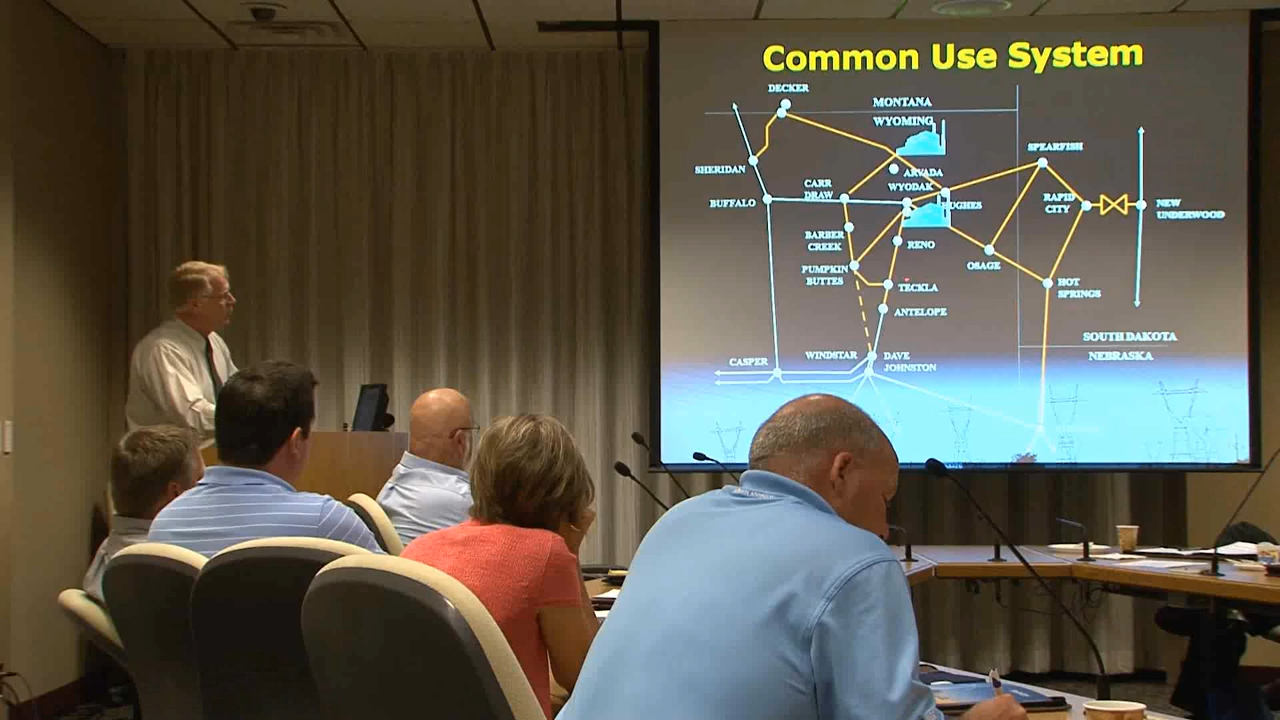 Common Use System
DECKER
MONTANA
WYOMING
SPEARFISH
SHERIDAN
ARVADA
CARR
DRAW
WYODAK
BUFFALO
HUGHES
RAPID
CITY
NEW
UNDERWOOD
BARBER
CREEK
RENO
OSAGE
PUMPKIN
BUTTES
TECKLA
HOT
SPRINGS
ANTELOPE
SOUTH DAKOTA
NEBRASKA
CASPER
WINDSTAR
DAVE
JOHNSTON